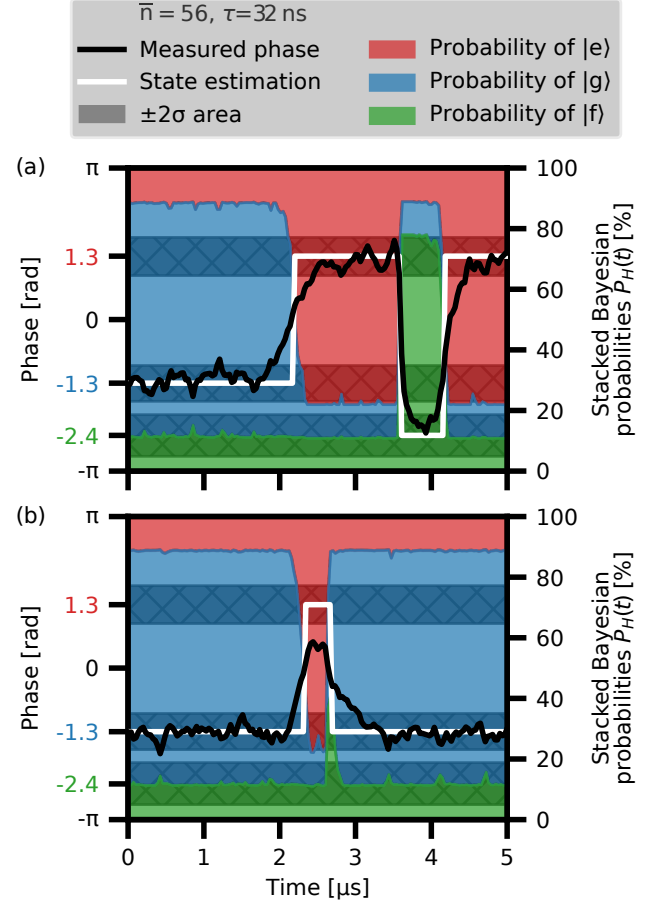 n̅ = 56, τ=32 ns
Measured phase
State estimation
±2σ area
Probability of |e⟩
Probability of |g⟩
Probability of |f⟩
(a)
π
1.3
0
-1.3
-2.4
-π
Phase [rad]
100
80
60
40
20
0
Stacked Bayesian
probabilities P_H(t) [%]
(b)
π
1.3
0
-1.3
-2.4
-π
Phase [rad]
100
80
60
40
20
0
Stacked Bayesian
probabilities P_H(t) [%]
0 1 2 3 4 5
Time [μs]